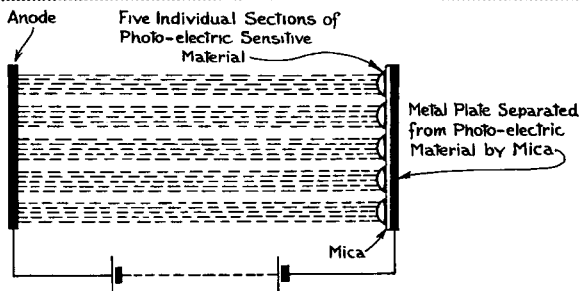 Anode
Five Individual Sections of
Photo-electric Sensitive
Material
Metal Plate Separated
from Photo-electric
Material by Mica
Mica